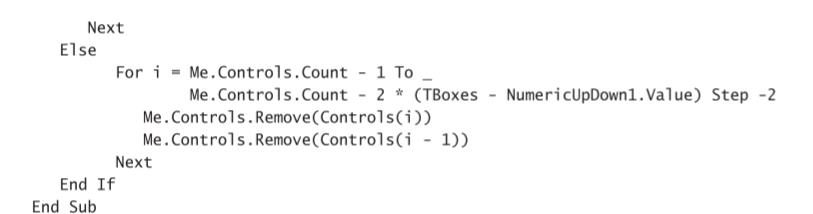 Next
Else
For i = Me.Controls.Count - 1 To _
Me.Controls.Count - 2 * (TBoxes - NumericUpDown1.Value) Step -2
Me.Controls.Remove(Controls(i))
Me.Controls.Remove(Controls(i - 1))
Next
End If
End Sub